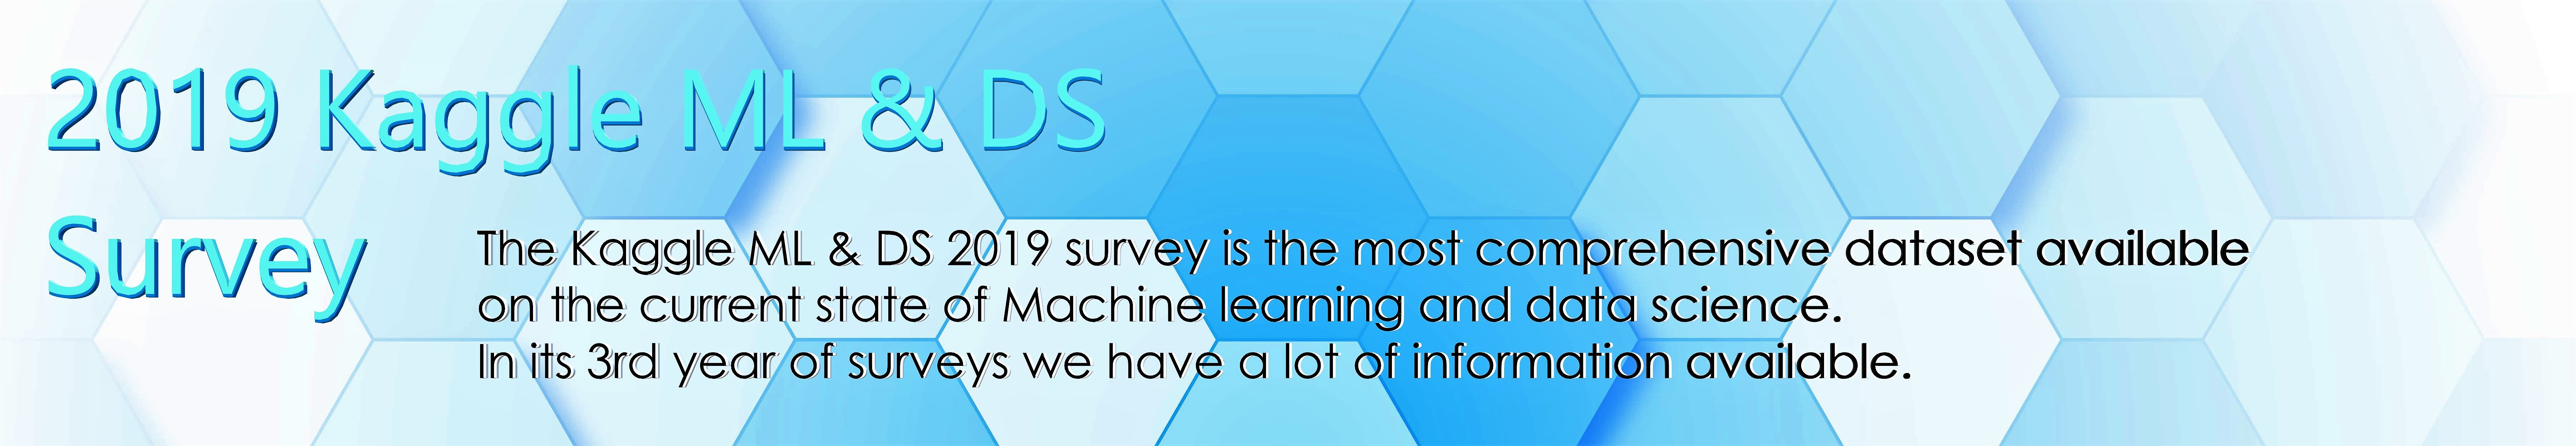 2019 Kaggle ML & DS
Survey
The Kaggle ML & DS 2019 survey is the most comprehensive dataset available
on the current state of Machine learning and data science.
In its 3rd year of surveys we have a lot of information available.